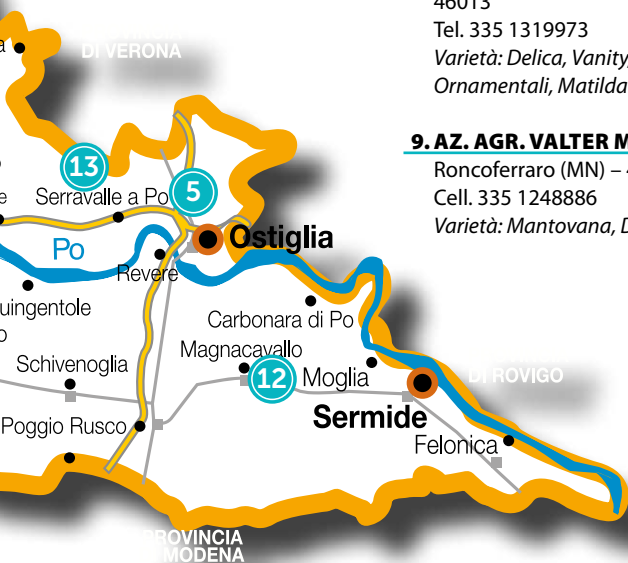 46013
Tel. 335 1319973
Varietà: Delica, Vanity,
Ornamentali, Matilda
9. AZ. AGR. VALTER M
Roncoferraro (MN) – 4
Cell. 335 1248886
Varietà: Mantovana, D
DI VERONA
a
13
e
Serravalle a Po
5
Ostiglia
Po
Revere
uingentole
o
Carbonara di Po
Magnacavallo
Schivenoglia
12
Moglia
DI ROVIGO
Sermide
Poggio Rusco
Felonica
PROVINCIA
MODENA